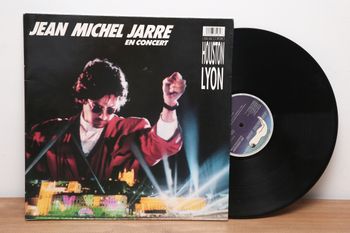 JEAN MICHEL JARRE
EN CONCERT
HOUSTON
LYON